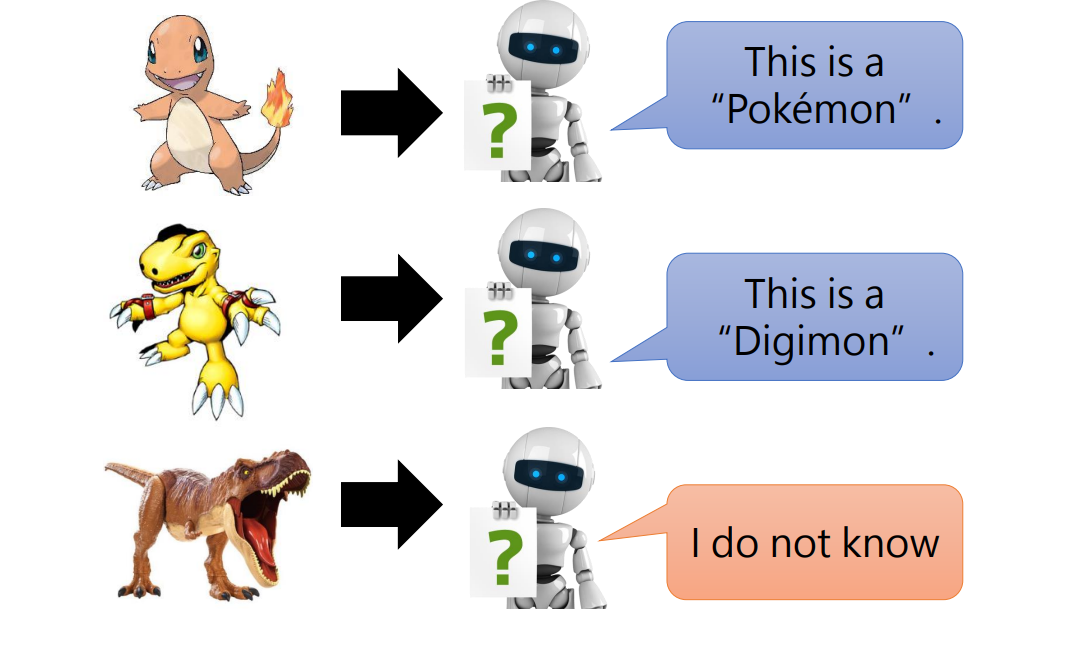 This is a
“Pokémon” .
?
This is a
“Digimon” .
?
I do not know
?